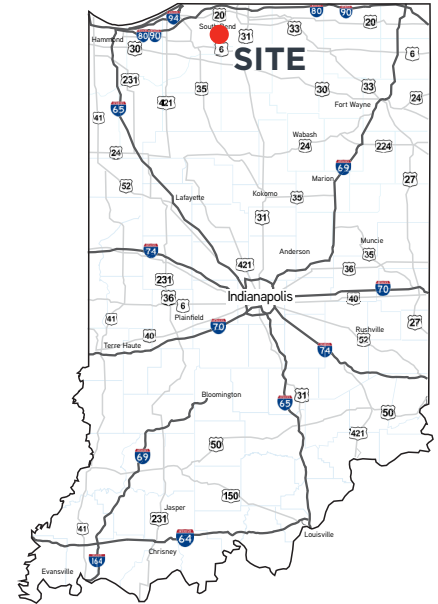 20
94
80
90
20
South Bend
33
Hammond
80 90
31
30
6
6
SITE
231
35
30
33
421
24
65
Fort Wayne
41
Wabash
24
24
224
69
Marion
27
52
Lafayette
Kokomo
35
31
Muncie
74
Anderson
35
421
36
231
70
36
6
Indianapolis
40
41
Plainfield
27
70
Rushville
40
52
Terre Haute
74
Bloomington
31
65
50
421
50
69
150
Jasper
231
41
Louisville
64
Chrisney
164
Evansville